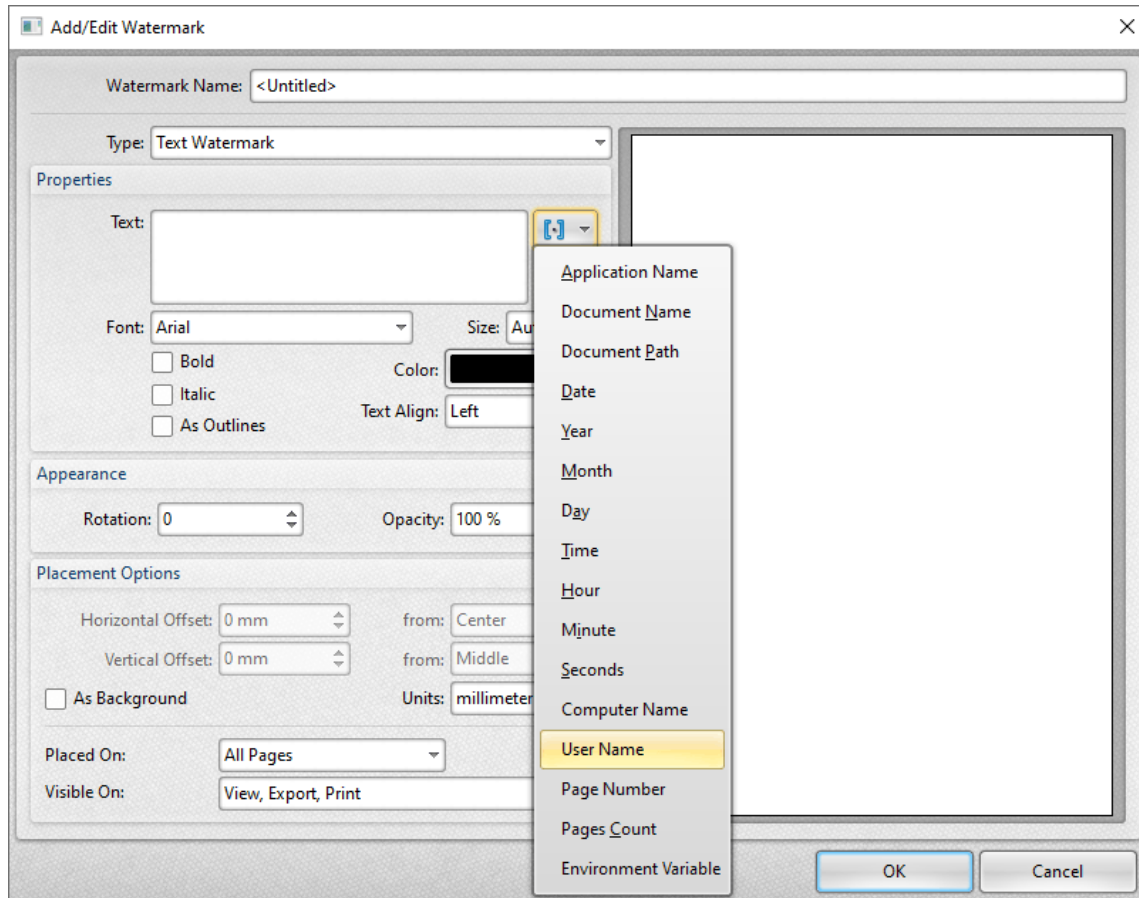 Add/Edit Watermark
Watermark Name: <Untitled>
Type: Text Watermark
Properties
Text:
Font: Arial
Size: Au
Bold
Color:
Italic
Text Align: Left
As Outlines
Appearance
Rotation: 0
Opacity: 100 %
Placement Options
Horizontal Offset: 0 mm
from: Center
Vertical Offset: 0 mm
from: Middle
As Background
Units: millimeter
Placed On: All Pages
Visible On: View, Export, Print
Application Name
Document Name
Document Path
Date
Year
Month
Day
Time
Hour
Minute
Seconds
Computer Name
User Name
Page Number
Pages Count
Environment Variable
OK
Cancel